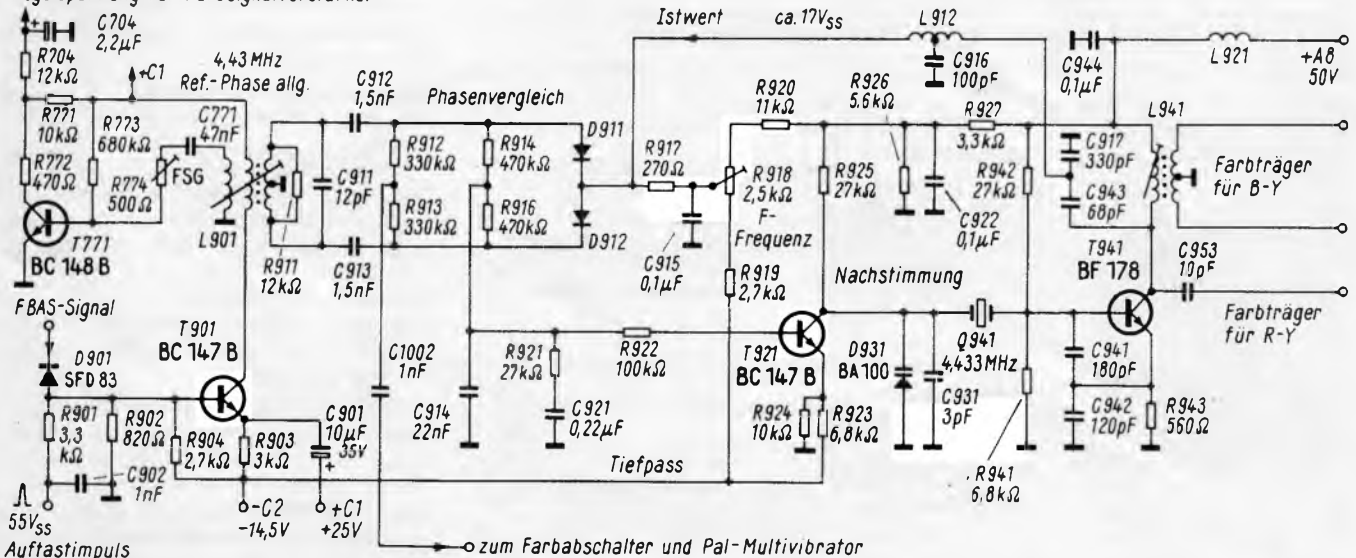 C704
2,2µF
R704
12kΩ
+C1
4,43 MHz
Ref.-Phase allg.
R771
10kΩ
R773
680kΩ
C771
47nF
R772
470Ω
R774
500Ω
FSG
T771
BC 148 B
L901
R911
12kΩ
C911
12pF
C912
1,5nF
C913
1,5nF
Phasenvergleich
R912
330kΩ
R913
330kΩ
R914
470kΩ
R916
470kΩ
D911
D912
Istwert
ca. 17Vss
L912
C916
100pF
R917
270Ω
C915
0,1µF
R918
2,5kΩ
F-
Frequenz
R920
11kΩ
R919
2,7kΩ
R926
5,6kΩ
R925
27kΩ
C922
0,1µF
R927
3,3kΩ
R942
27kΩ
C944
0,1µF
L921
+A8
50V
L941
C917
330pF
C943
68pF
Farbträger
für B-Y
T941
BF 178
C953
10pF
Farbträger
für R-Y
Nachstimmung
FBAS-Signal
D901
SFD 83
T901
BC 147 B
R901
3,3
kΩ
R902
820Ω
R904
2,7kΩ
R903
3kΩ
C901
10µF
35V
C902
1nF
55Vss
Auftastimpuls
-C2
-14,5V
+C1
+25V
C1002
1nF
C914
22nF
R921
27kΩ
C921
0,22µF
R922
100kΩ
Tiefpass
T921
BC 147 B
R924
10kΩ
R923
6,8kΩ
D931
BA 100
C931
3pF
Q941
4,433MHz
R941
6,8kΩ
C941
180pF
C942
120pF
R943
560Ω
zum Farbabschalter und Pal-Multivibrator